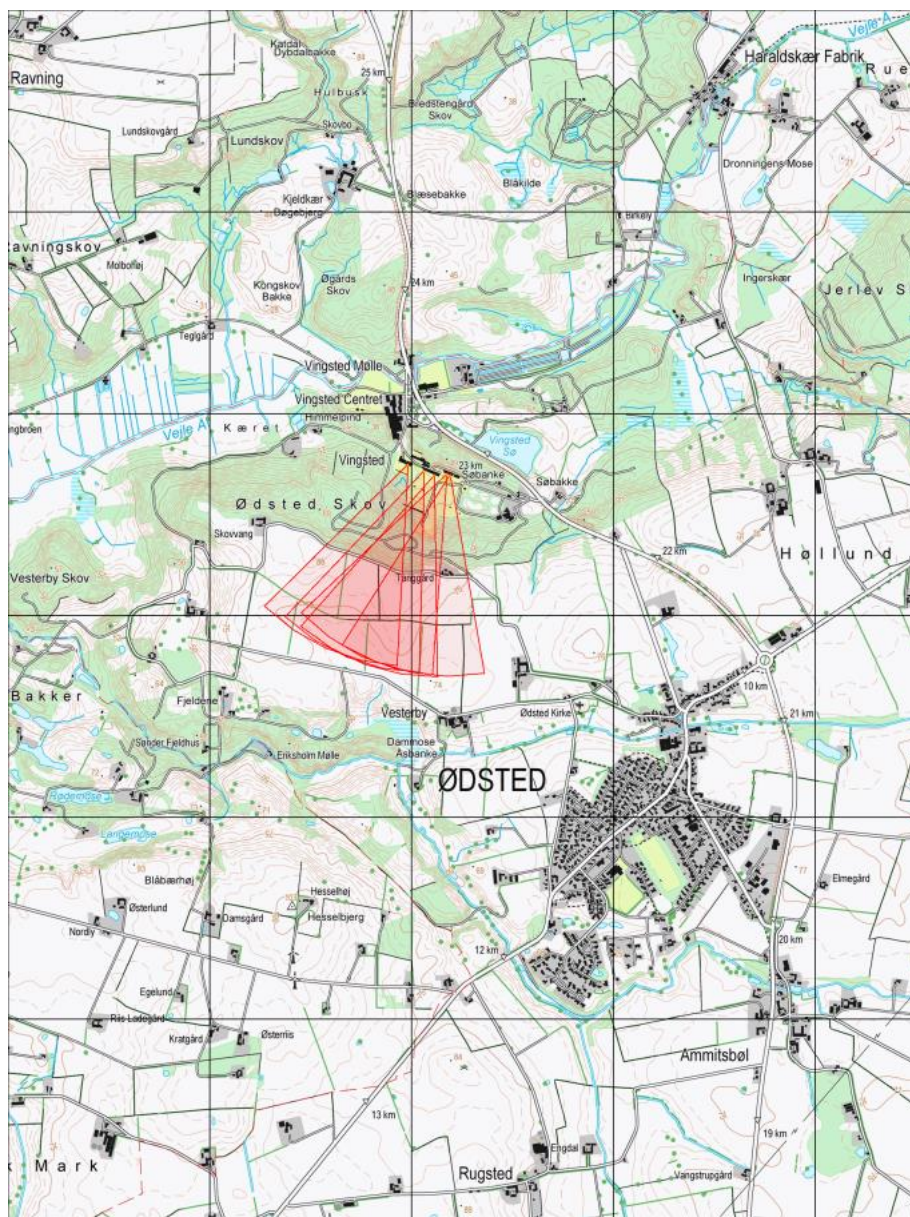 Katdal
Dybdalbakke
Vejle Å
Ravning
25 km
Haraldskær Fabrik
Hulbusk
Bredstengård
Skov
Lundskovgård
Lundskov
Skovbo
Dronningens Mose
Kjeldkær
Døgebjerg
Blåkilde
Blæsebakke
Birkely
Ravningskov
Molbohøj
Øgårds
Skov
Kongskov
Bakke
24 km
Ingerskær
Jerlev S
Teglgård
Vingsted Mølle
Vingsted Centret
Himmelpind
Kæret
Vejle Å
ngbroen
Vingsted
Sø
Vingsted
23 km
Søbanke
Søbakke
Ødsted Skov
Skovvang
Høllund
22 km
Vesterby Skov
Tanggård
Bakker
Fjeldene
10 km
Vesterby
Ødsted Kirke
21 km
Sønder Fjeldhus
Eriksholm Mølle
Dammose
Åsbanke
ØDSTED
Blåbærhøj
Østerlund
Damsgård
Hesselhøj
Hesselbjerg
Elmegård
Nordly
12 km
20 km
Egelund
Riis Ladegård
Kratgård
Østerriis
Ammitsbøl
13 km
19 km
k Mark
Engdal
Rugsted
Vangstrupgård